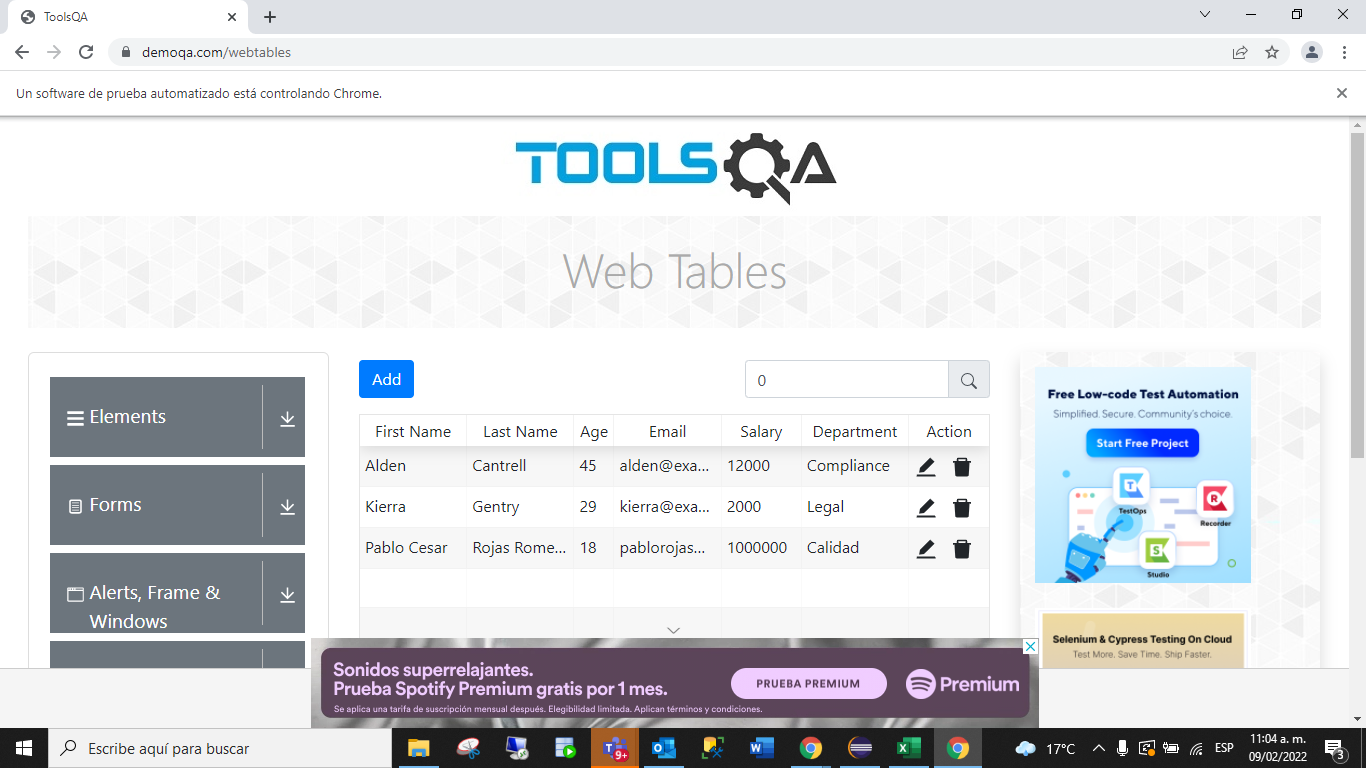 ToolsQA
demoqa.com/webtables
Un software de prueba automatizado está controlando Chrome.
TOOLSQA
Web Tables
Elements
Forms
Alerts, Frame &
Windows
Add
0
First Name Last Name Age Email Salary Department Action
Alden Cantrell 45 alden@exa... 12000 Compliance
Kierra Gentry 29 kierra@exa... 2000 Legal
Pablo Cesar Rojas Rome... 18 pablorojas... 1000000 Calidad
Free Low-code Test Automation
Simplified. Secure. Community's choice.
Start Free Project
TestOps
Recorder
Studio
Selenium & Cypress Testing On Cloud
Test More. Save Time. Ship Faster.
Sonidos superrelajantes.
Prueba Spotify Premium gratis por 1 mes.
Se aplica una tarifa de suscripción mensual después. Elegibilidad limitada. Aplican términos y condiciones.
PRUEBA PREMIUM
Premium
Escribe aquí para buscar
9+
17°C
ESP
11:04 a. m.
09/02/2022
3